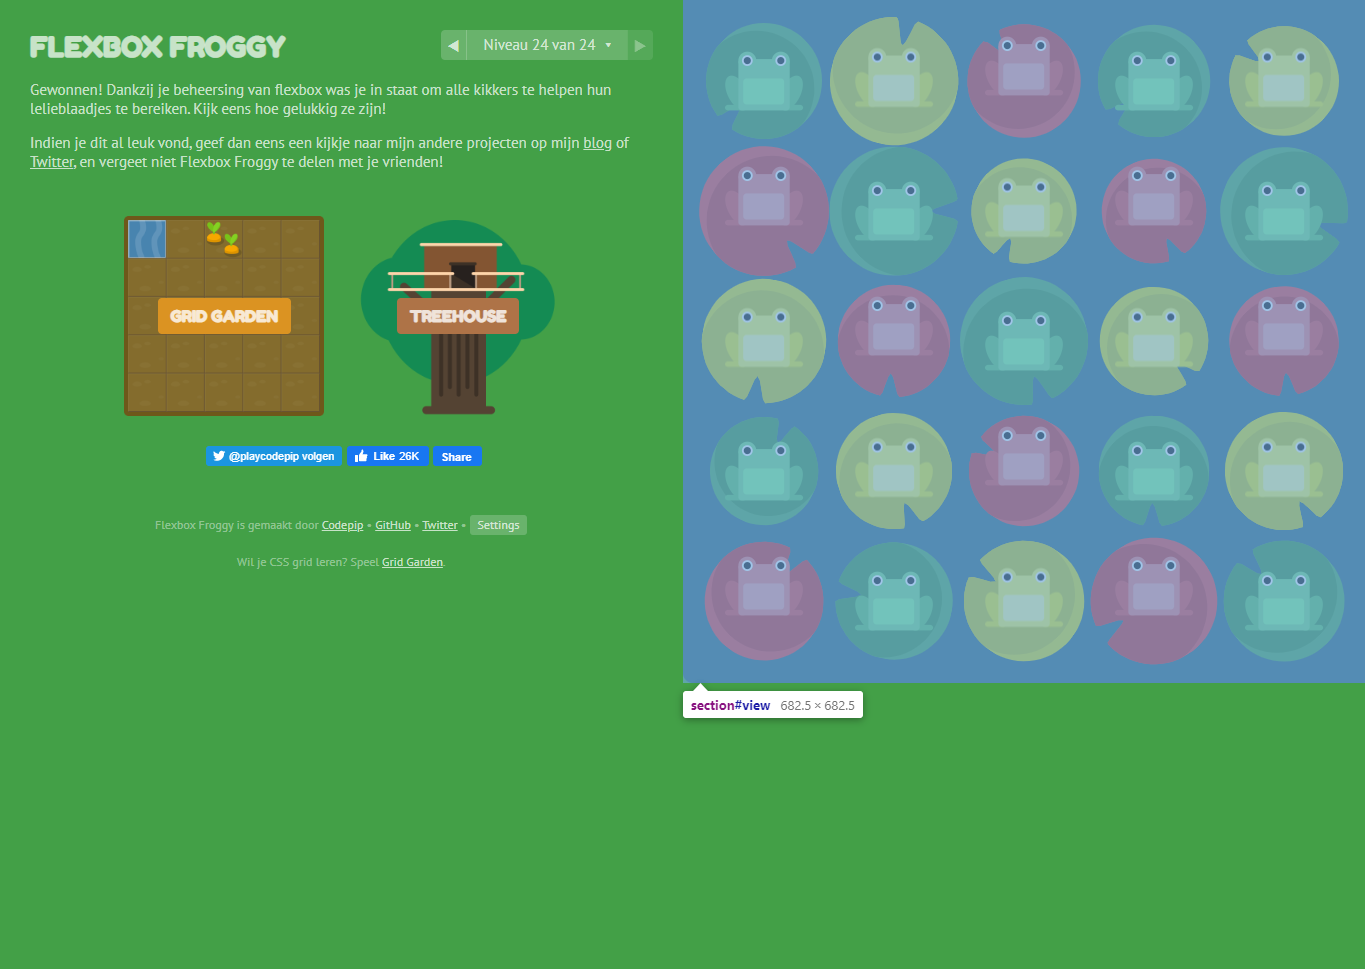 FLEXBOX FROGGY
◀ Niveau 24 van 24 ▾ ▶
Gewonnen! Dankzij je beheersing van flexbox was je in staat om alle kikkers te helpen hun
lelieblaadjes te bereiken. Kijk eens hoe gelukkig ze zijn!
Indien je dit al leuk vond, geef dan eens een kijkje naar mijn andere projecten op mijn blog of
Twitter, en vergeet niet Flexbox Froggy te delen met je vrienden!
GRID GARDEN
TREEHOUSE
@playcodepip volgen
Like 26K
Share
Flexbox Froggy is gemaakt door Codepip • GitHub • Twitter • Settings
Wil je CSS grid leren? Speel Grid Garden.
section#view 682.5 × 682.5